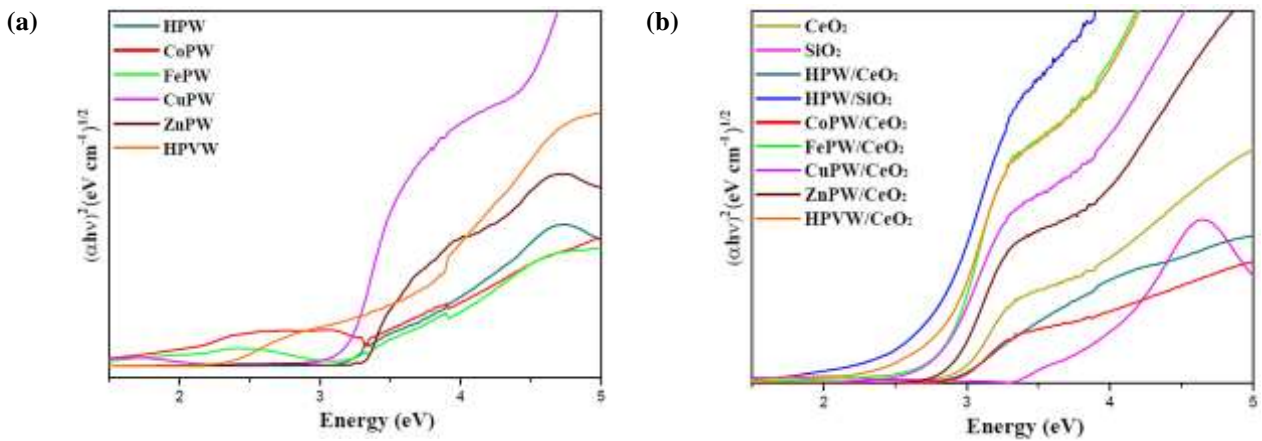 (a)
HPW
CoPW
FePW
CuPW
ZnPW
HPVW
(αhν)²(eV cm⁻¹)¹/²
2 3 4 5
Energy (eV)
(b)
CeO₂
SiO₂
HPW/CeO₂
HPW/SiO₂
CoPW/CeO₂
FePW/CeO₂
CuPW/CeO₂
ZnPW/CeO₂
HPVW/CeO₂
(αhν)²(eV cm⁻¹)¹/²
2 3 4 5
Energy (eV)